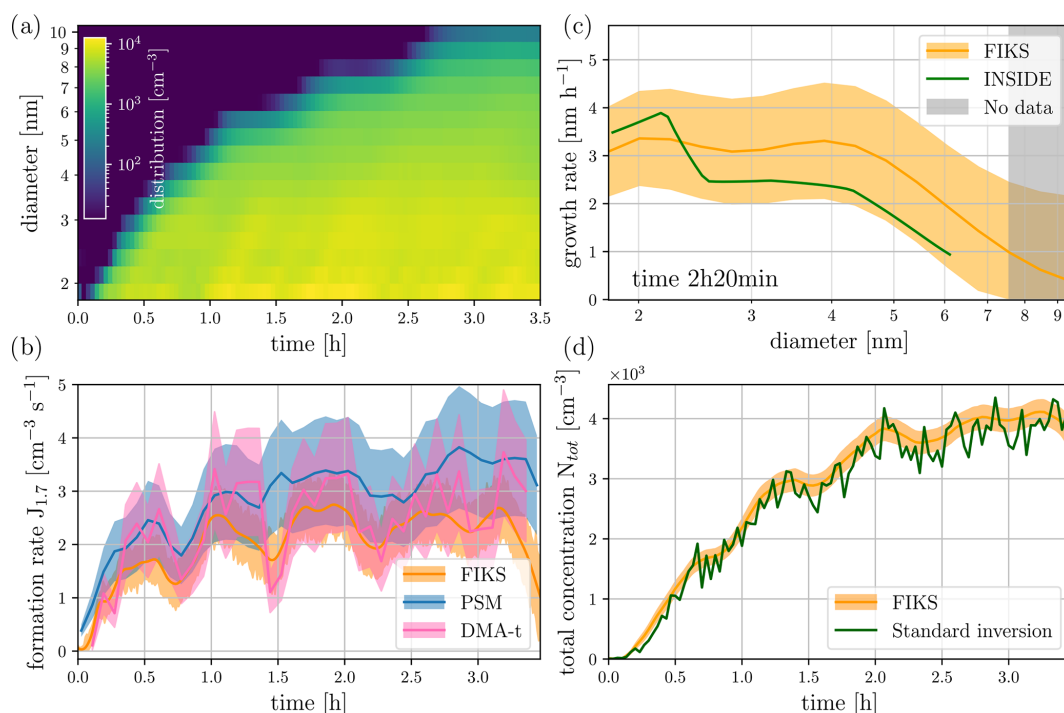 (a)
10
9
8
7
6
5
4
3
2
diameter [nm]
10⁴
10³
10²
distribution [cm⁻³]
0.0 0.5 1.0 1.5 2.0 2.5 3.0 3.5
time [h]
(c)
5
4
3
2
1
0
growth rate [nm h⁻¹]
FIKS
INSIDE
No data
time 2h20min
2 3 4 5 6 7 8 9
diameter [nm]
(b)
5
4
3
2
1
0
formation rate J₁.₇ [cm⁻³ s⁻¹]
FIKS
PSM
DMA-t
0.0 0.5 1.0 1.5 2.0 2.5 3.0
time [h]
(d)
×10³
4
3
2
1
0
total concentration Nₜₒₜ [cm⁻³]
FIKS
Standard inversion
0.0 0.5 1.0 1.5 2.0 2.5 3.0
time [h]